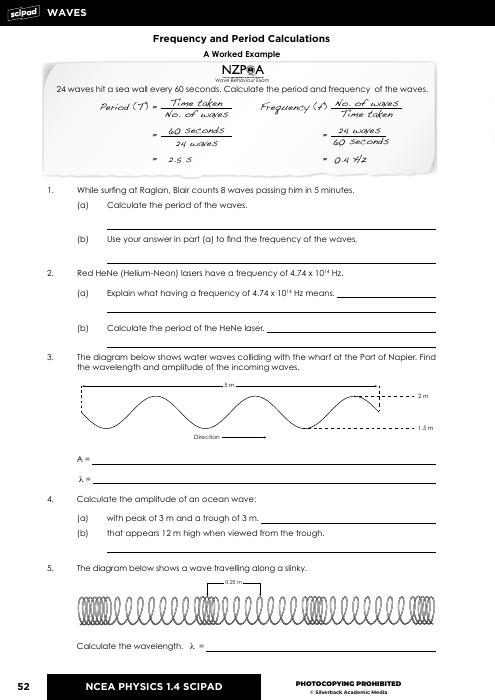 scipad WAVES
Frequency and Period Calculations
A Worked Example
NZPQA
Wave Behaviour Exam
24 waves hit a sea wall every 60 seconds. Calculate the period and frequency of the waves.
Period (T) = Time taken / No. of waves Frequency (f) = No. of waves / Time taken
= 60 seconds / 24 waves = 24 waves / 60 seconds
= 2.5 s = 0.4 Hz
1. While surfing at Raglan, Blair counts 8 waves passing him in 5 minutes.
(a) Calculate the period of the waves.
(b) Use your answer in part (a) to find the frequency of the waves.
2. Red HeNe (Helium-Neon) lasers have a frequency of 4.74 x 10¹⁴ Hz.
(a) Explain what having a frequency of 4.74 x 10¹⁴ Hz means.
(b) Calculate the period of the HeNe laser.
3. The diagram below shows water waves colliding with the wharf at the Port of Napier. Find
the wavelength and amplitude of the incoming waves.
5 m
2 m
1.5 m
Direction
A =
λ =
4. Calculate the amplitude of an ocean wave:
(a) with peak of 3 m and a trough of 3 m.
(b) that appears 12 m high when viewed from the trough.
5. The diagram below shows a wave travelling along a slinky.
0.25 m
Calculate the wavelength. λ =
52 NCEA PHYSICS 1.4 SCIPAD PHOTOCOPYING PROHIBITED
© Silverback Academic Media